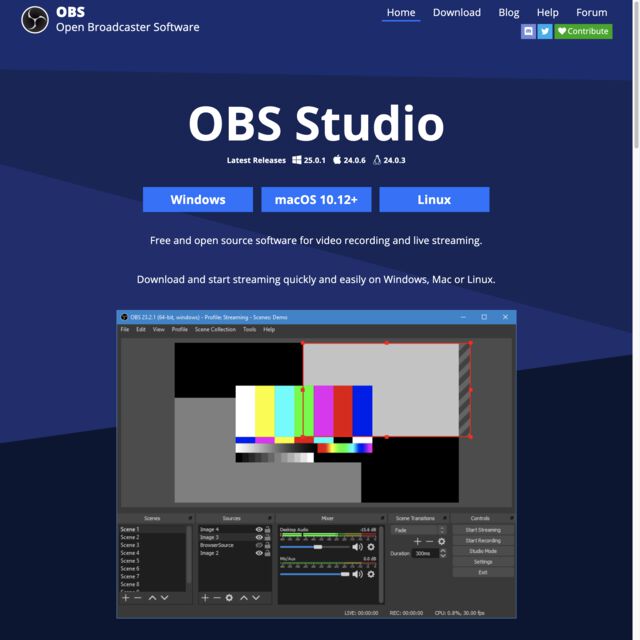 OBS
Open Broadcaster Software
Home Download Blog Help Forum
Contribute
OBS Studio
Latest Releases 25.0.1 24.0.6 24.0.3
Windows macOS 10.12+ Linux
Free and open source software for video recording and live streaming.
Download and start streaming quickly and easily on Windows, Mac or Linux.
OBS 23.2.1 (64-bit, windows) - Profile: Streaming - Scenes: Demo
File Edit View Profile Scene Collection Tools Help
Scenes Sources Mixer Scene Transitions Controls
Scene 1
Scene 2
Scene 3
Scene 4
Scene 5
Scene 6
Scene 7
Scene 8
Image 4
Image 3
BrowserSource
Image 2
Desktop Audio -15.6 dB
Mic/Aux 0.0 dB
Fade
Duration 300ms
Start Streaming
Start Recording
Studio Mode
Settings
Exit
LIVE: 00:00:00 REC: 00:00:00 CPU: 0.8%, 30.00 fps